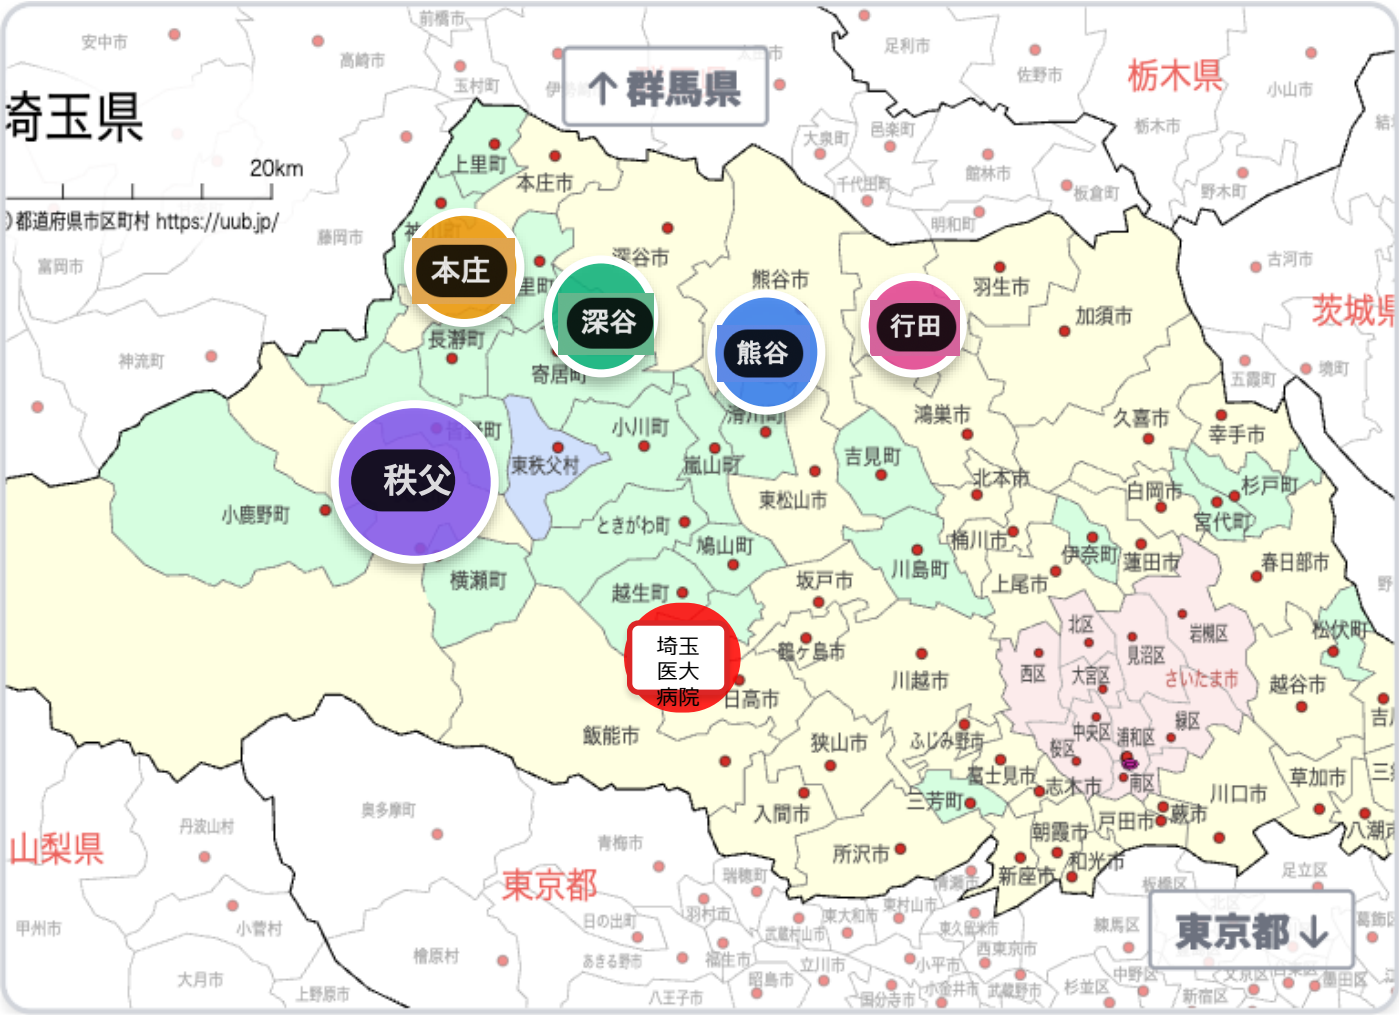 安中市
前橋市
高崎市
玉村町
↑群馬県
足利市
佐野市
栃木県
小山市
埼玉県
20km
都道府県市区町村 https://uub.jp/
富岡市
藤岡市
神流町
上里町
本庄市
大泉町
邑楽町
千代田町
館林市
明和町
板倉町
栃木市
野木町
古河市
茨城県
五霞町
境町
本庄
深谷市
深谷
熊谷市
熊谷
行田
羽生市
加須市
長瀞町
寄居町
皆野町
秩父
小鹿野町
横瀬町
東秩父村
小川町
嵐山町
滑川町
ときがわ町
鳩山町
越生町
東松山市
吉見町
鴻巣市
北本市
桶川市
川島町
上尾市
伊奈町
蓮田市
白岡市
久喜市
幸手市
杉戸町
宮代町
春日部市
松伏町
越谷市
坂戸市
鶴ヶ島市
川越市
埼玉
医大
病院
日高市
飯能市
狭山市
入間市
所沢市
ふじみ野市
富士見市
三芳町
志木市
朝霞市
新座市
和光市
戸田市
蕨市
川口市
草加市
八潮市
北区
西区
大宮区
見沼区
岩槻区
さいたま市
中央区
桜区
浦和区
緑区
南区
山梨県
丹波山村
奥多摩町
甲州市
小菅村
大月市
上野原市
檜原村
東京都
青梅市
瑞穂町
羽村市
日の出町
あきる野市
福生市
八王子市
昭島市
武蔵村山市
立川市
東大和市
東村山市
清瀬市
東久留米市
小平市
西東京市
国分寺市
小金井市
武蔵野市
練馬区
板橋区
中野区
杉並区
新宿区
文京区
墨田区
足立区
東京都↓